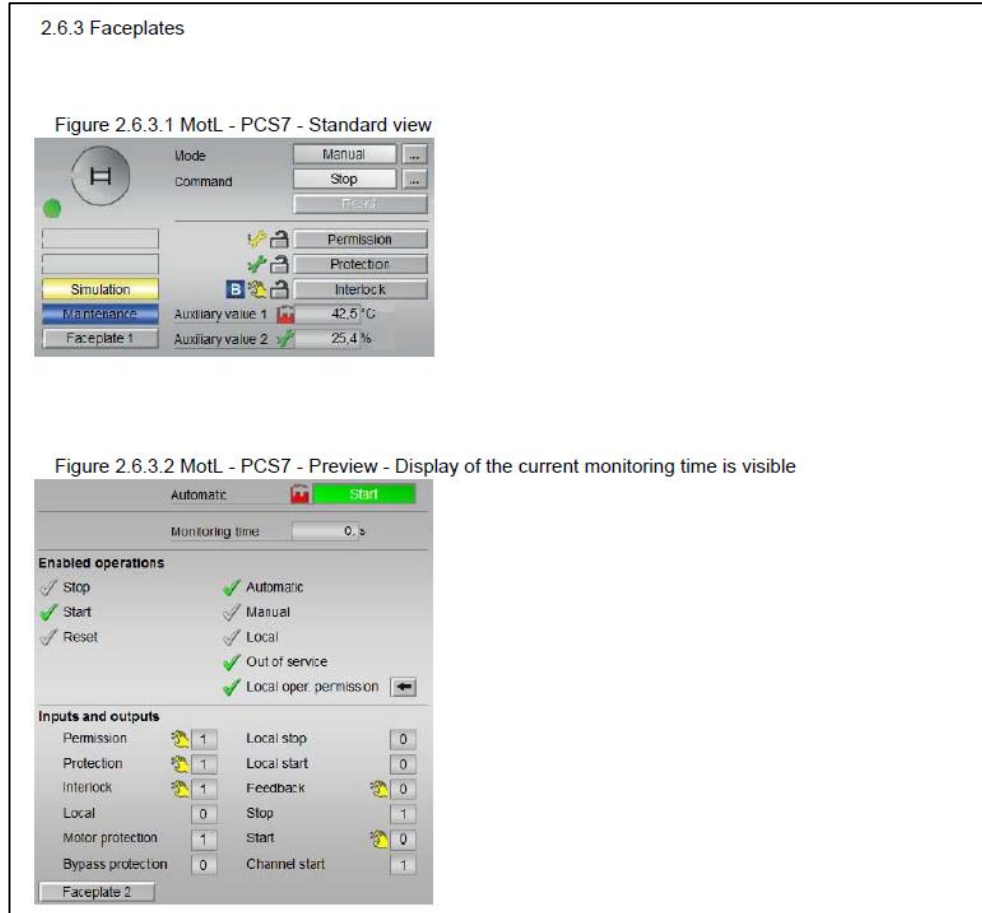 2.6.3 Faceplates
Figure 2.6.3.1 MotL - PCS7 - Standard view
Mode Manual ...
Command Stop ...
Reset
Permission
Protection
Simulation B Interlock
Maintenance Auxiliary value 1 42,5 °C
Faceplate 1 Auxiliary value 2 25,4 %
Figure 2.6.3.2 MotL - PCS7 - Preview - Display of the current monitoring time is visible
Automatic Start
Monitoring time 0, s
Enabled operations
Stop Automatic
Start Manual
Reset Local
Out of service
Local oper. permission
Inputs and outputs
Permission 1 Local stop 0
Protection 1 Local start 0
Interlock 1 Feedback 0
Local 0 Stop 1
Motor protection 1 Start 0
Bypass protection 0 Channel start 1
Faceplate 2